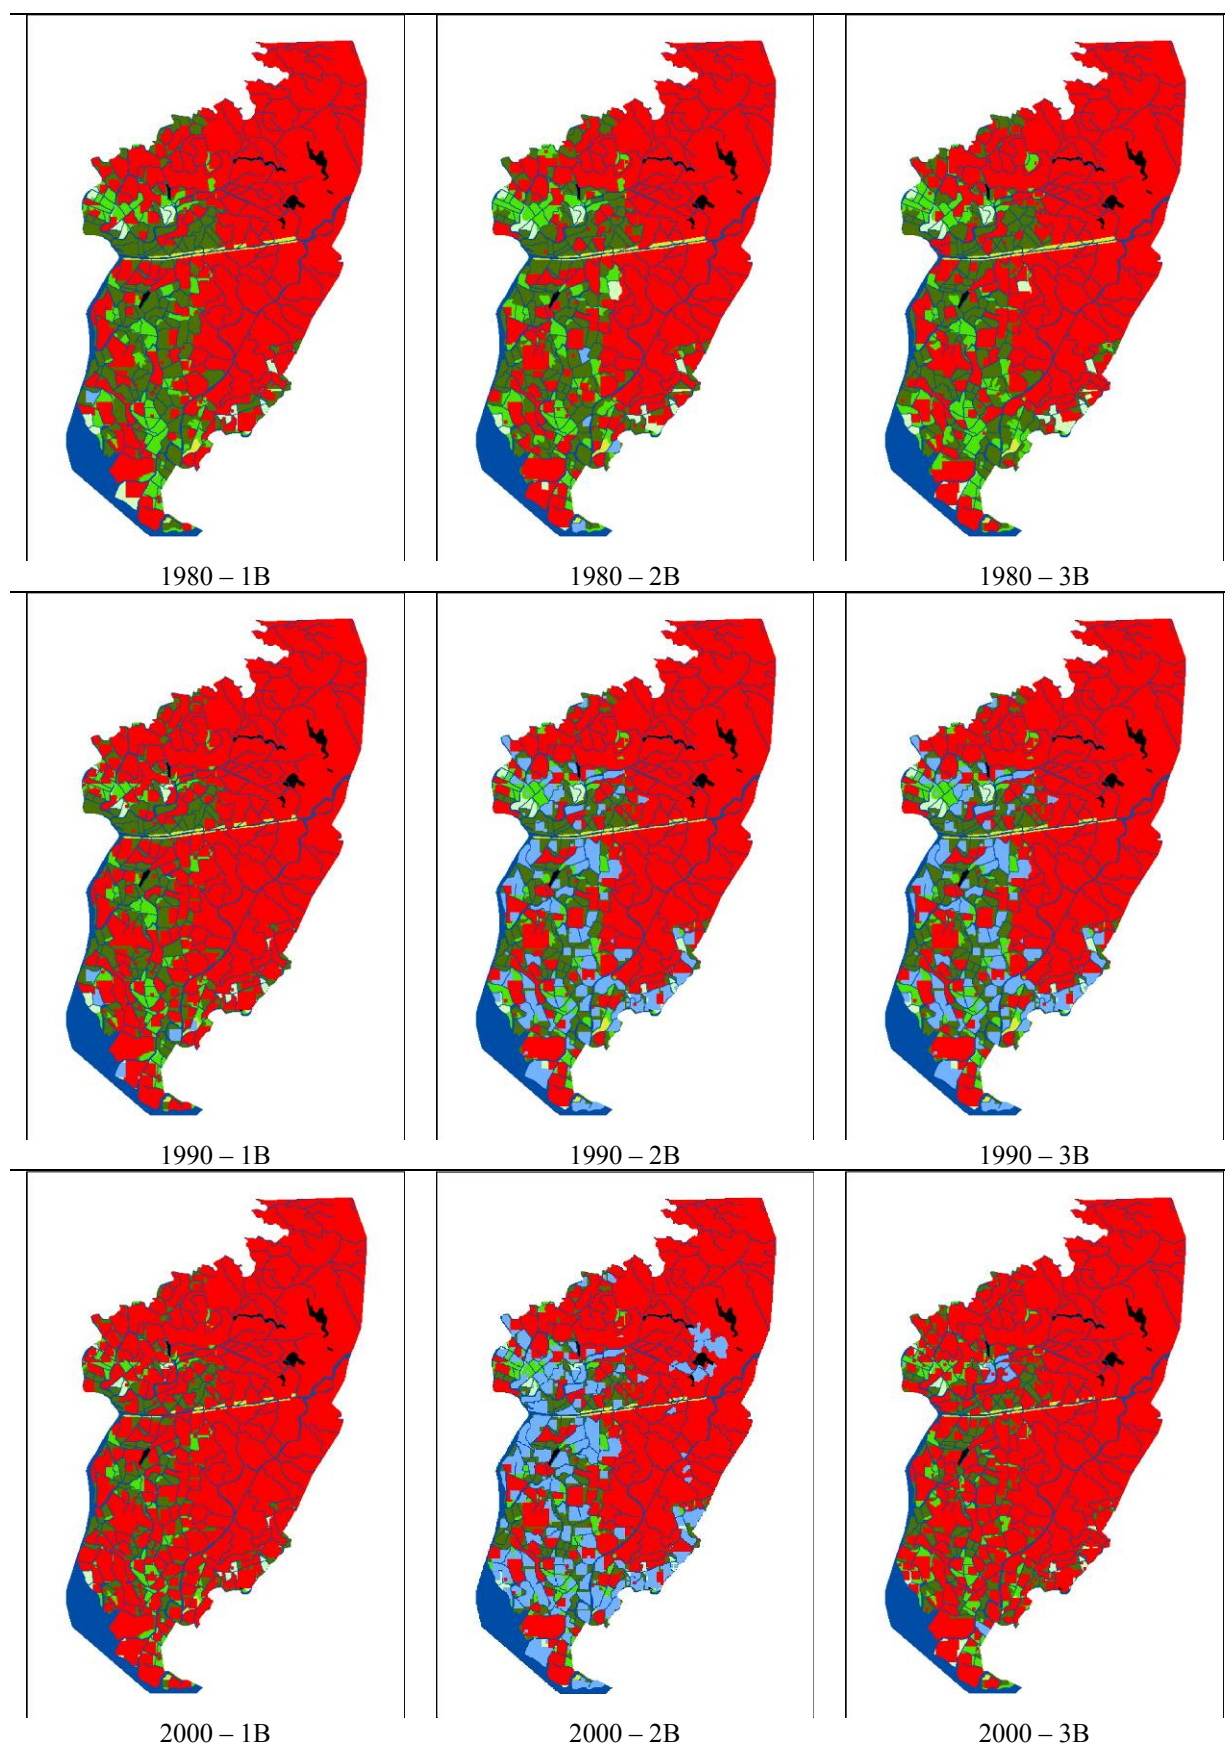 1980 – 1B
1980 – 2B
1980 – 3B
1990 – 1B
1990 – 2B
1990 – 3B
2000 – 1B
2000 – 2B
2000 – 3B